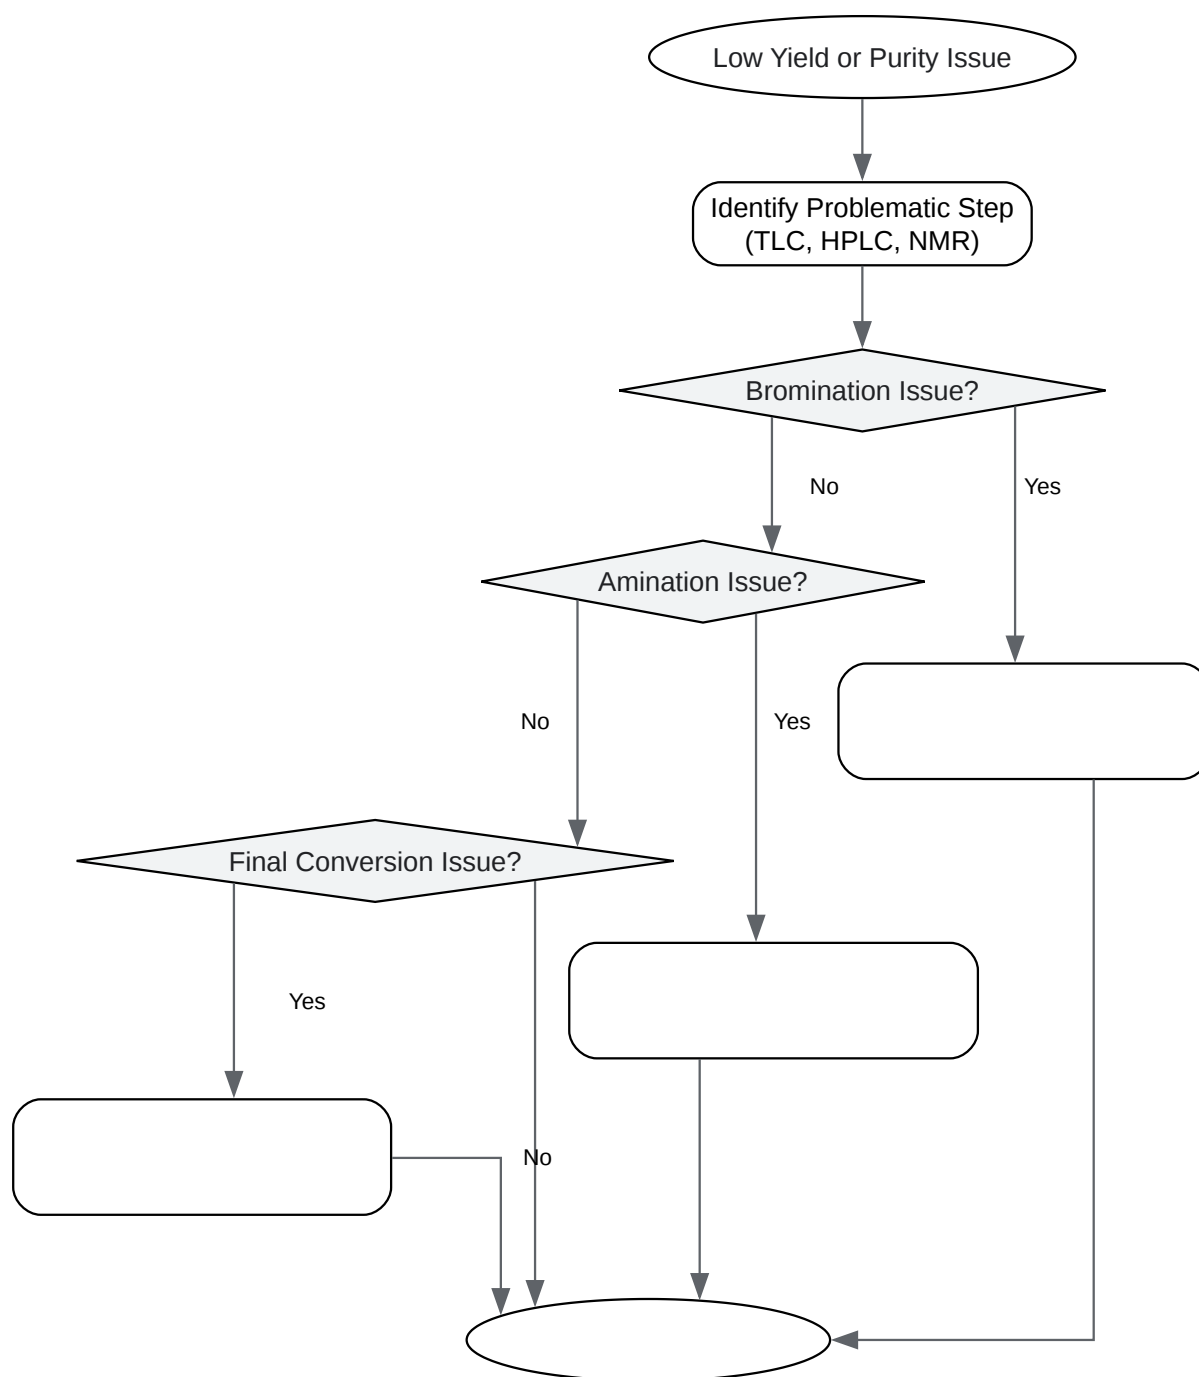 Low Yield or Purity Issue
Identify Problematic Step
(TLC, HPLC, NMR)
Bromination Issue?
No
Yes
Amination Issue?
No
Yes
Final Conversion Issue?
Yes
No